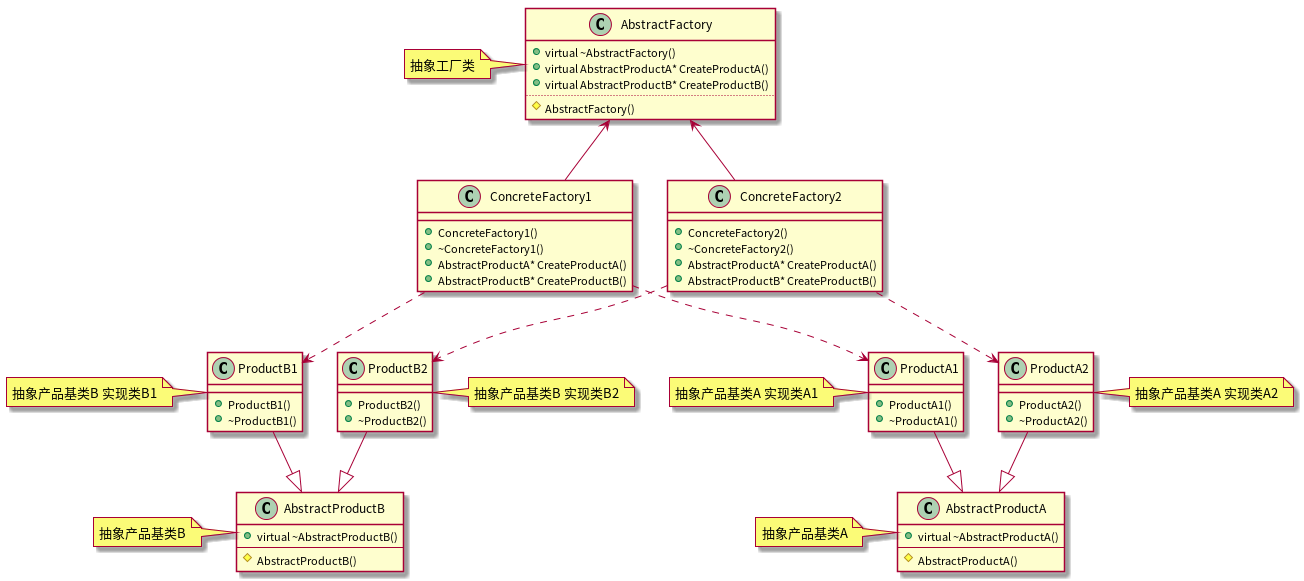 C AbstractFactory
virtual ~AbstractFactory()
virtual AbstractProductA* CreateProductA()
virtual AbstractProductB* CreateProductB()
AbstractFactory()
抽象工厂类
C ConcreteFactory1
ConcreteFactory1()
~ConcreteFactory1()
AbstractProductA* CreateProductA()
AbstractProductB* CreateProductB()
C ConcreteFactory2
ConcreteFactory2()
~ConcreteFactory2()
AbstractProductA* CreateProductA()
AbstractProductB* CreateProductB()
抽象产品基类B 实现类B1
C ProductB1
ProductB1()
~ProductB1()
C ProductB2
ProductB2()
~ProductB2()
抽象产品基类B 实现类B2
抽象产品基类A 实现类A1
C ProductA1
ProductA1()
~ProductA1()
C ProductA2
ProductA2()
~ProductA2()
抽象产品基类A 实现类A2
抽象产品基类B
C AbstractProductB
virtual ~AbstractProductB()
AbstractProductB()
抽象产品基类A
C AbstractProductA
virtual ~AbstractProductA()
AbstractProductA()